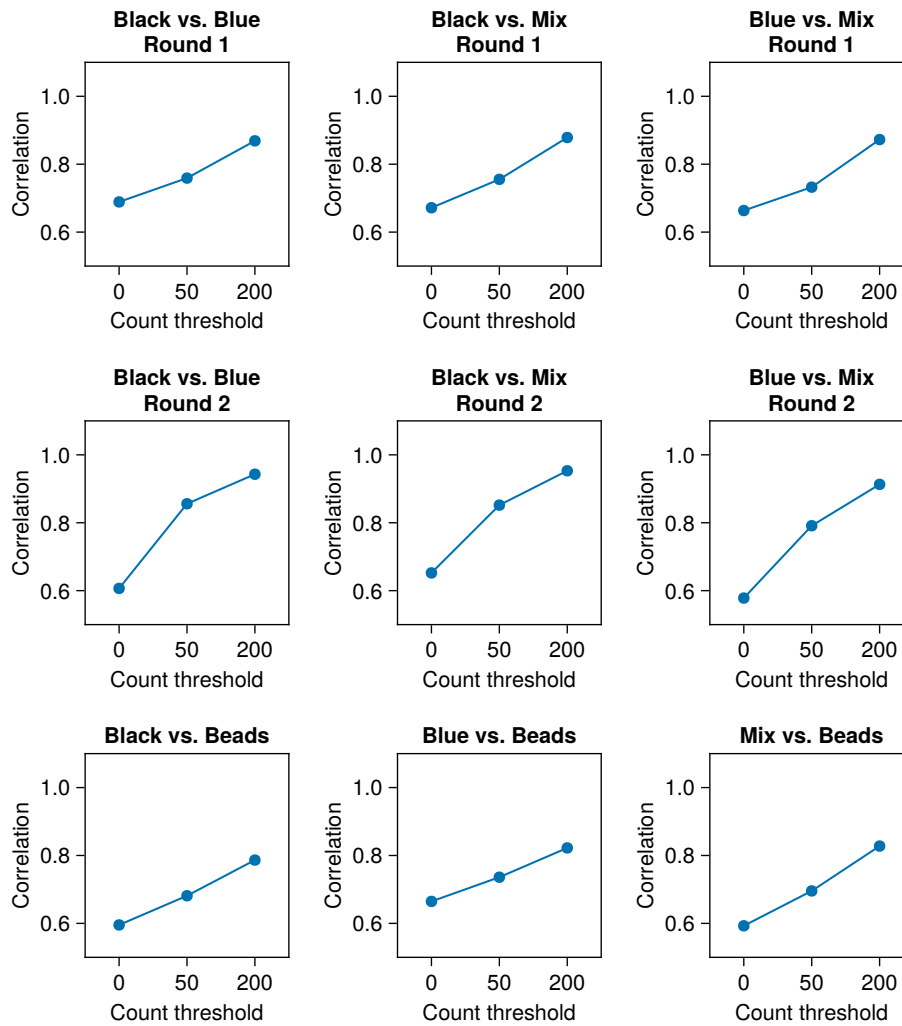 Black vs. Blue
Round 1
Black vs. Mix
Round 1
Blue vs. Mix
Round 1
Correlation
1.0
0.8
0.6
0 50 200
Count threshold
Correlation
1.0
0.8
0.6
0 50 200
Count threshold
Correlation
1.0
0.8
0.6
0 50 200
Count threshold
Black vs. Blue
Round 2
Black vs. Mix
Round 2
Blue vs. Mix
Round 2
Correlation
1.0
0.8
0.6
0 50 200
Count threshold
Correlation
1.0
0.8
0.6
0 50 200
Count threshold
Correlation
1.0
0.8
0.6
0 50 200
Count threshold
Black vs. Beads
Blue vs. Beads
Mix vs. Beads
Correlation
1.0
0.8
0.6
0 50 200
Count threshold
Correlation
1.0
0.8
0.6
0 50 200
Count threshold
Correlation
1.0
0.8
0.6
0 50 200
Count threshold